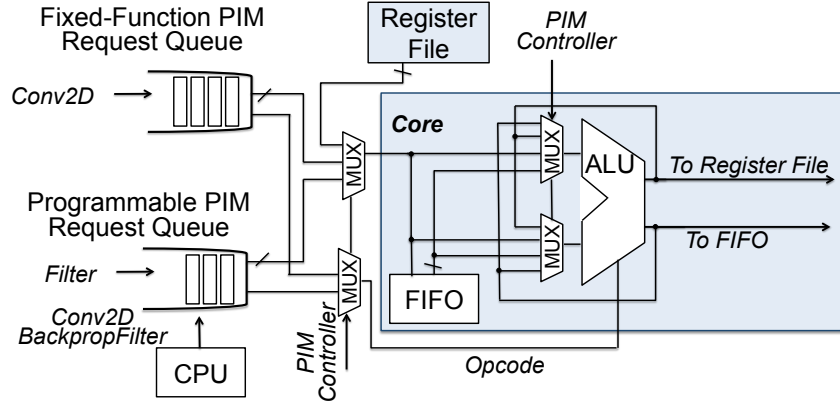 Fixed-Function PIM
Request Queue
Register
File
PIM
Controller
Conv2D
Core
MUX
MUX
ALU
To Register File
Programmable PIM
Request Queue
MUX
To FIFO
Filter
MUX
FIFO
Conv2D
BackpropFilter
PIM
Controller
CPU
Opcode